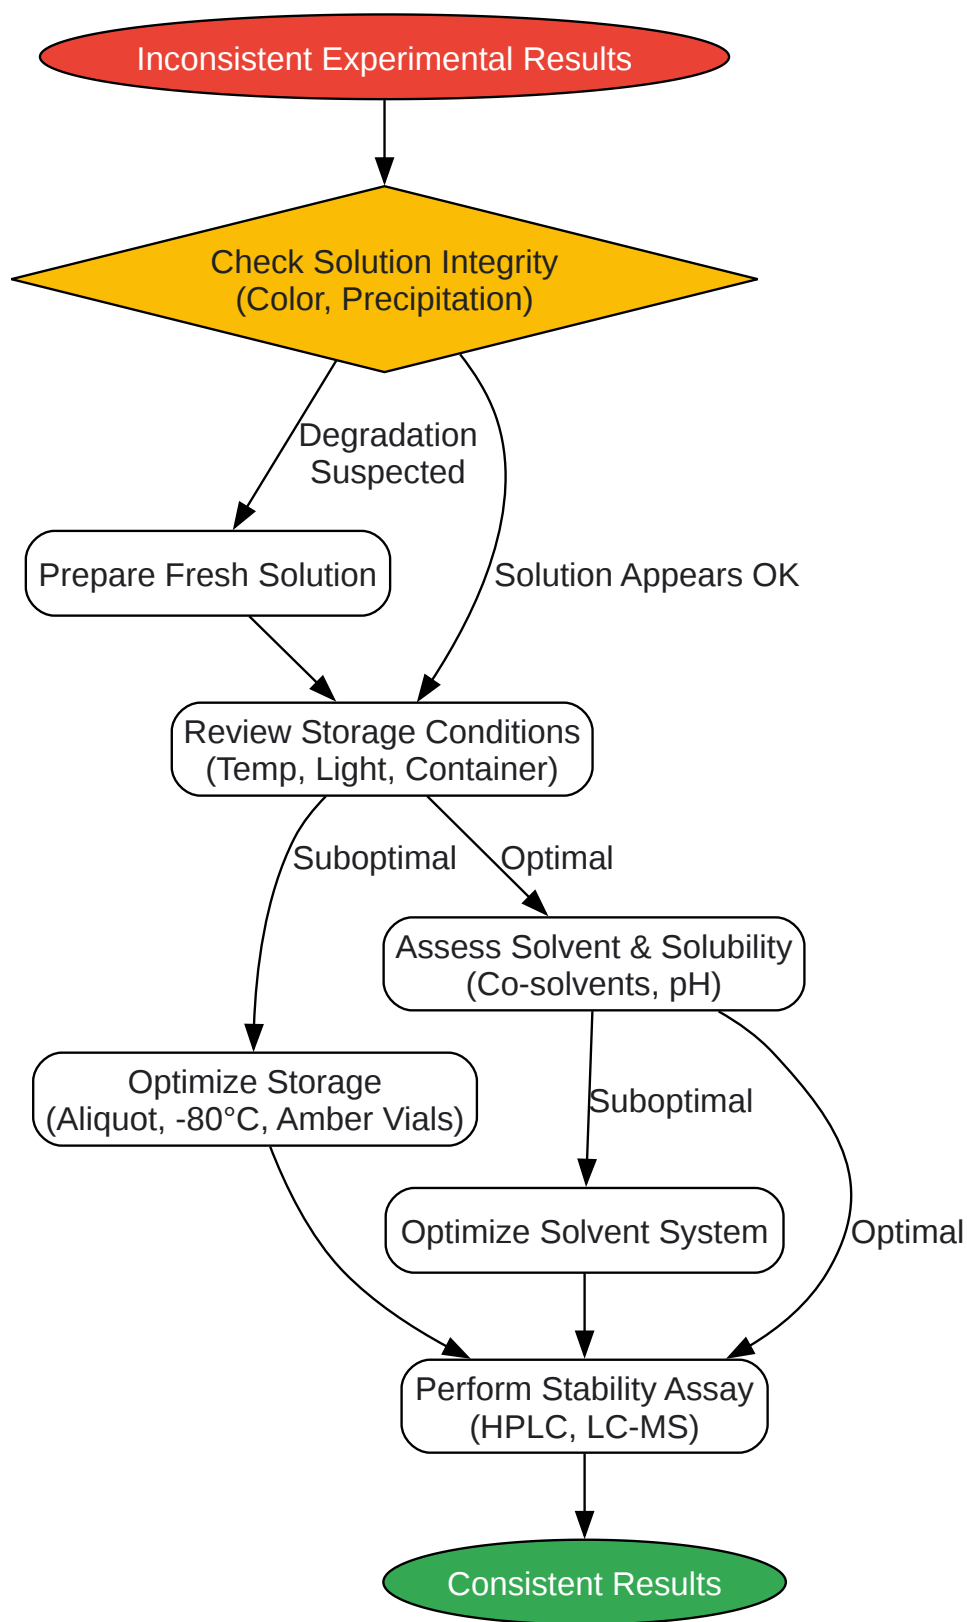 Inconsistent Experimental Results
Check Solution Integrity
(Color, Precipitation)
Degradation
Suspected
Prepare Fresh Solution
Solution Appears OK
Review Storage Conditions
(Temp, Light, Container)
Suboptimal
Optimal
Assess Solvent & Solubility
(Co-solvents, pH)
Optimize Storage
(Aliquot, -80°C, Amber Vials)
Suboptimal
Optimize Solvent System
Optimal
Perform Stability Assay
(HPLC, LC-MS)
Consistent Results